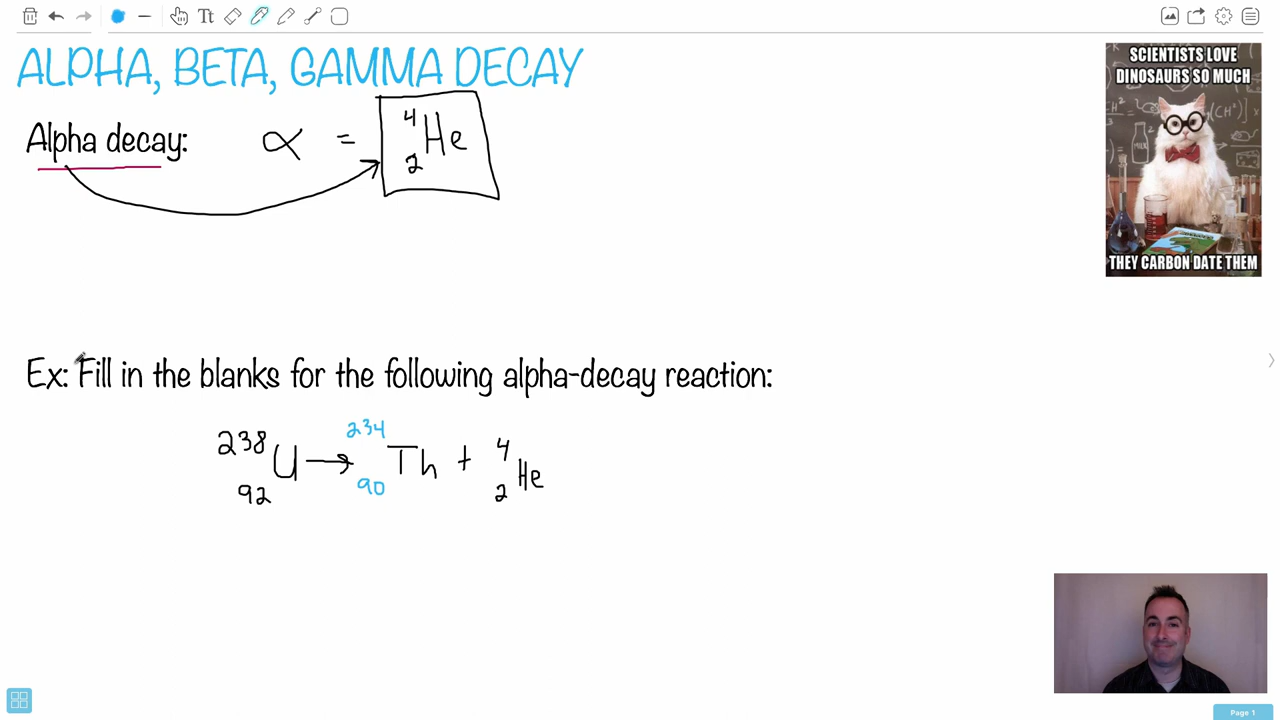 Tt
ALPHA, BETA, GAMMA DECAY
Alpha decay: α = ⁴₂He
SCIENTISTS LOVE
DINOSAURS SO MUCH
THEY CARBON DATE THEM
Ex: Fill in the blanks for the following alpha-decay reaction:
²³⁸₉₂U → ²³⁴₉₀Th + ⁴₂He
Page 1